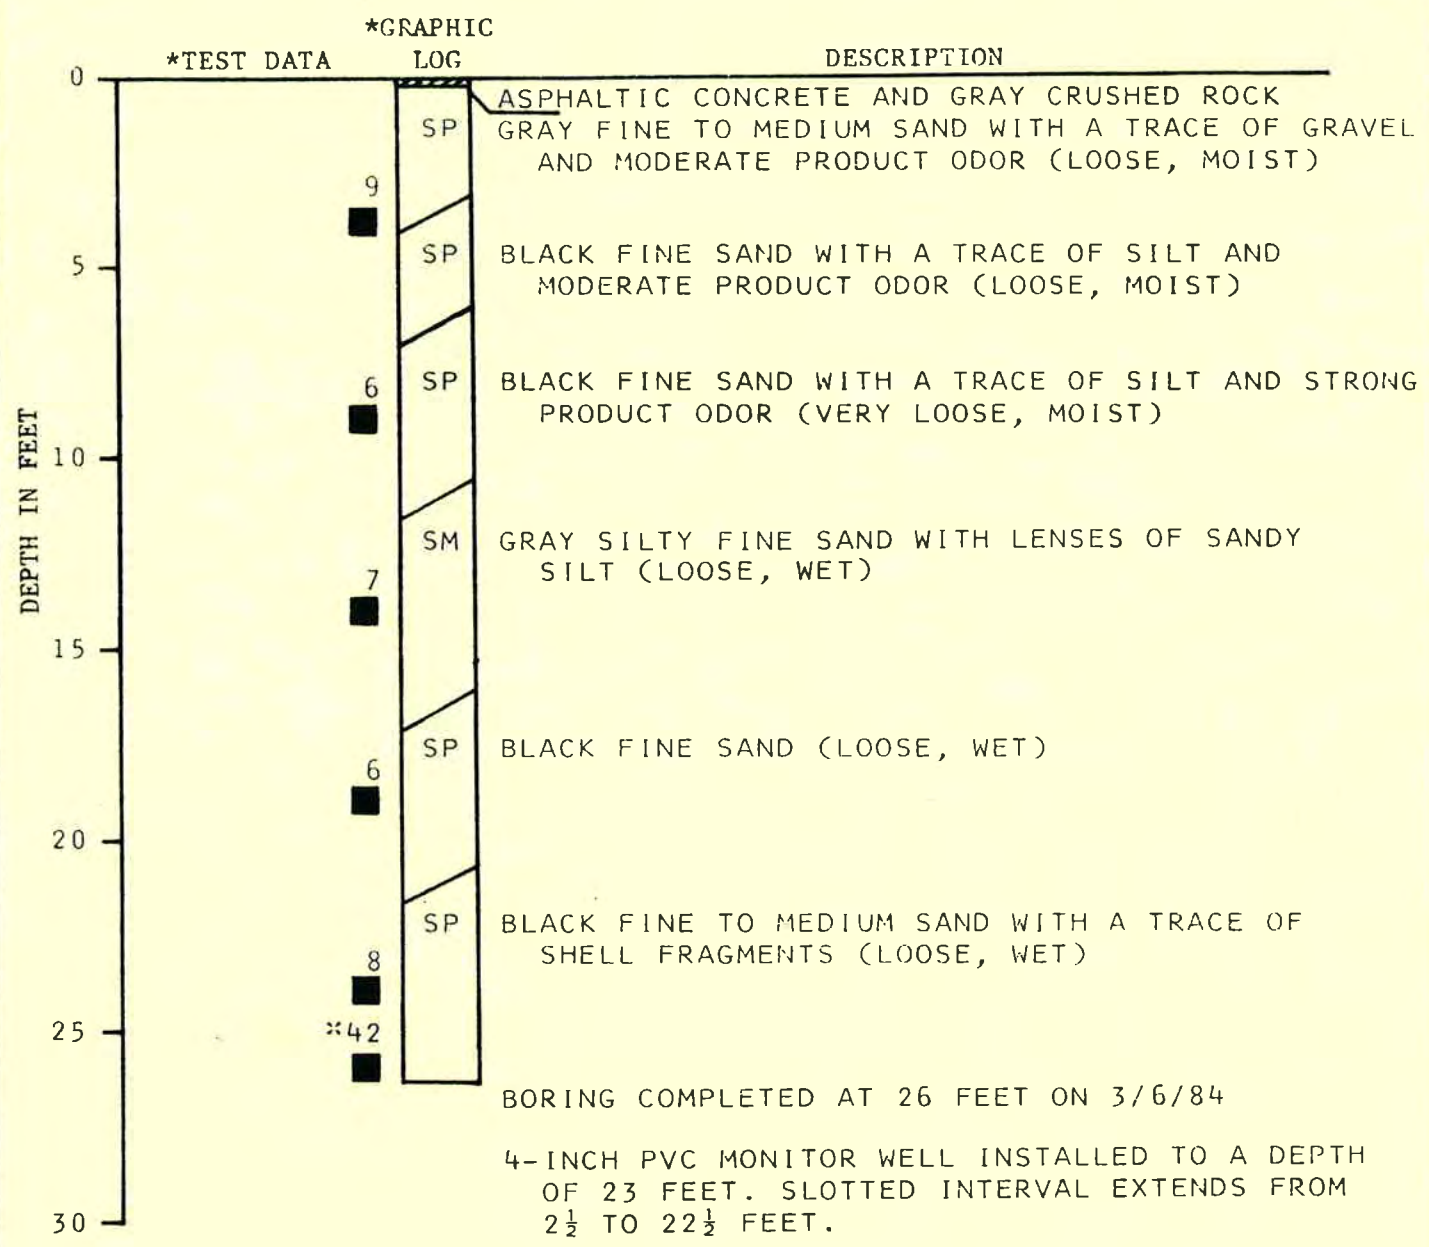 *GRAPHIC
*TEST DATA LOG DESCRIPTION
0
ASPHALTIC CONCRETE AND GRAY CRUSHED ROCK
SP GRAY FINE TO MEDIUM SAND WITH A TRACE OF GRAVEL
AND MODERATE PRODUCT ODOR (LOOSE, MOIST)
9
5 SP BLACK FINE SAND WITH A TRACE OF SILT AND
MODERATE PRODUCT ODOR (LOOSE, MOIST)
6 SP BLACK FINE SAND WITH A TRACE OF SILT AND STRONG
PRODUCT ODOR (VERY LOOSE, MOIST)
DEPTH IN FEET
10
SM GRAY SILTY FINE SAND WITH LENSES OF SANDY
SILT (LOOSE, WET)
7
15
SP BLACK FINE SAND (LOOSE, WET)
6
20
SP BLACK FINE TO MEDIUM SAND WITH A TRACE OF
SHELL FRAGMENTS (LOOSE, WET)
8
25 *42
BORING COMPLETED AT 26 FEET ON 3/6/84
4-INCH PVC MONITOR WELL INSTALLED TO A DEPTH
OF 23 FEET. SLOTTED INTERVAL EXTENDS FROM
30 2½ TO 22½ FEET.